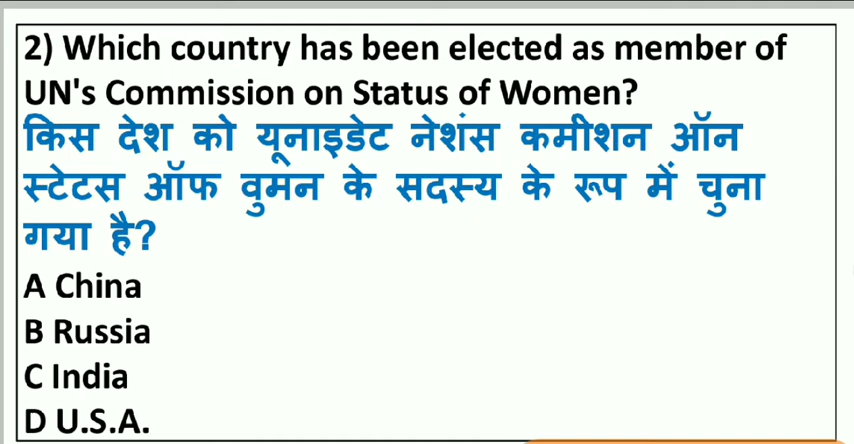 2) Which country has been elected as member of
UN's Commission on Status of Women?
किस देश को यूनाइडेट नेशंस कमीशन ऑन
स्टेटस ऑफ वुमन के सदस्य के रूप में चुना
गया है?
A China
B Russia
C India
D U.S.A.